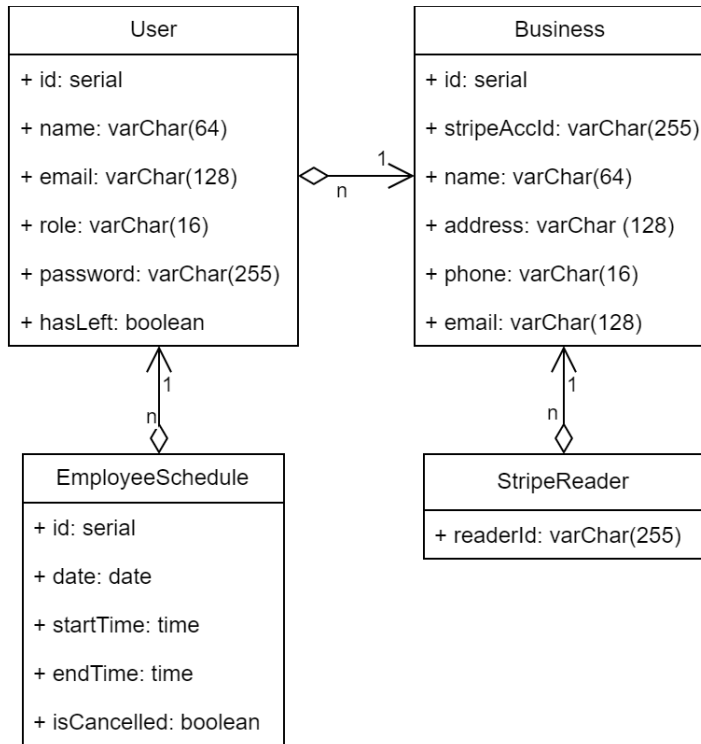 User
+ id: serial
+ name: varChar(64)
+ email: varChar(128)
+ role: varChar(16)
+ password: varChar(255)
+ hasLeft: boolean
n
1
Business
+ id: serial
+ stripeAccId: varChar(255)
+ name: varChar(64)
+ address: varChar (128)
+ phone: varChar(16)
+ email: varChar(128)
1
n
EmployeeSchedule
+ id: serial
+ date: date
+ startTime: time
+ endTime: time
+ isCancelled: boolean
1
n
StripeReader
+ readerId: varChar(255)